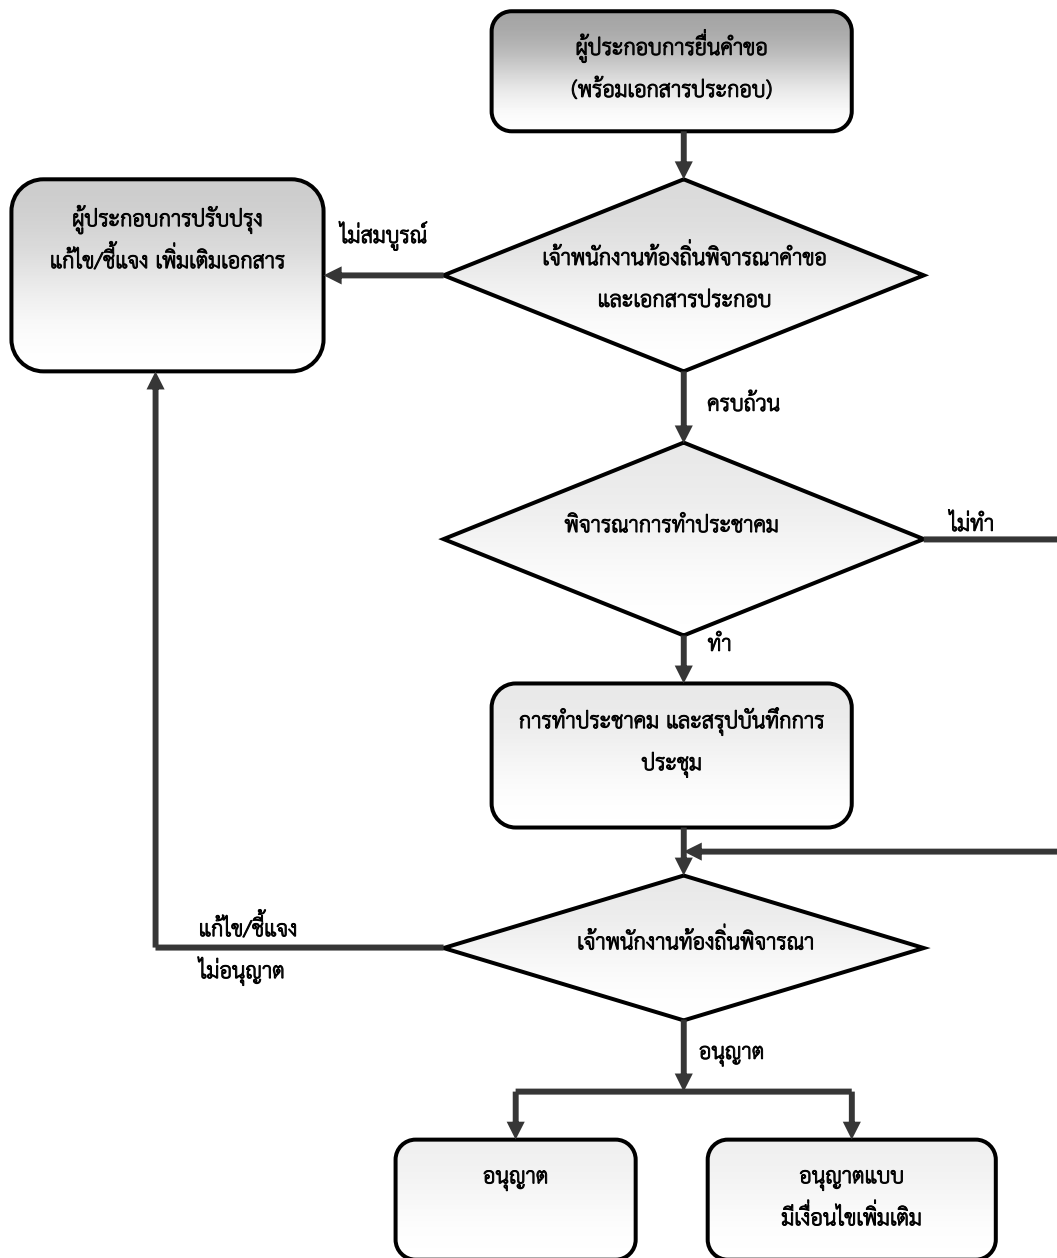 ผู้ประกอบการยื่นคำขอ
(พร้อมเอกสารประกอบ)
ผู้ประกอบการปรับปรุง
แก้ไข/ชี้แจง เพิ่มเติมเอกสาร
ไม่สมบูรณ์
เจ้าพนักงานท้องถิ่นพิจารณาคำขอ
และเอกสารประกอบ
ครบถ้วน
พิจารณาการทำประชาคม
ไม่ทำ
ทำ
การทำประชาคม และสรุปบันทึกการ
ประชุม
แก้ไข/ชี้แจง
ไม่อนุญาต
เจ้าพนักงานท้องถิ่นพิจารณา
อนุญาต
อนุญาต
อนุญาตแบบ
มีเงื่อนไขเพิ่มเติม